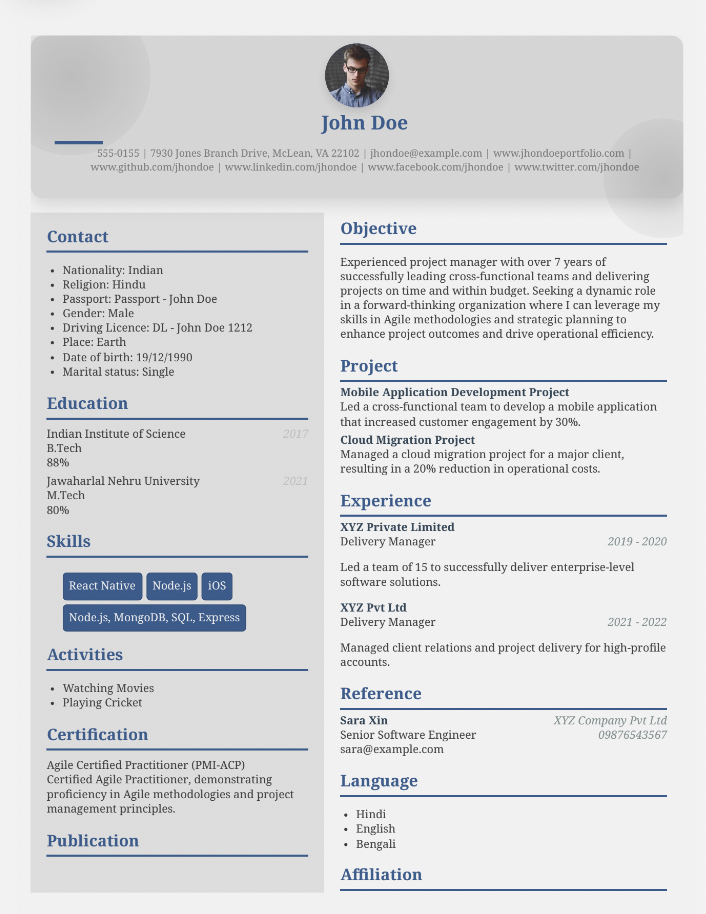 John Doe
555-0155 | 7930 Jones Branch Drive, McLean, VA 22102 | jhondoe@example.com | www.jhondoeportfolio.com |
www.github.com/jhondoe | www.linkedin.com/jhondoe | www.facebook.com/jhondoe | www.twitter.com/jhondoe
Contact
• Nationality: Indian
• Religion: Hindu
• Passport: Passport - John Doe
• Gender: Male
• Driving Licence: DL - John Doe 1212
• Place: Earth
• Date of birth: 19/12/1990
• Marital status: Single
Education
Indian Institute of Science 2017
B.Tech
88%
Jawaharlal Nehru University 2021
M.Tech
80%
Skills
React Native Node.js iOS
Node.js, MongoDB, SQL, Express
Activities
• Watching Movies
• Playing Cricket
Certification
Agile Certified Practitioner (PMI-ACP)
Certified Agile Practitioner, demonstrating
proficiency in Agile methodologies and project
management principles.
Publication
Objective
Experienced project manager with over 7 years of
successfully leading cross-functional teams and delivering
projects on time and within budget. Seeking a dynamic role
in a forward-thinking organization where I can leverage my
skills in Agile methodologies and strategic planning to
enhance project outcomes and drive operational efficiency.
Project
Mobile Application Development Project
Led a cross-functional team to develop a mobile application
that increased customer engagement by 30%.
Cloud Migration Project
Managed a cloud migration project for a major client,
resulting in a 20% reduction in operational costs.
Experience
XYZ Private Limited
Delivery Manager 2019 - 2020
Led a team of 15 to successfully deliver enterprise-level
software solutions.
XYZ Pvt Ltd
Delivery Manager 2021 - 2022
Managed client relations and project delivery for high-profile
accounts.
Reference
Sara Xin XYZ Company Pvt Ltd
Senior Software Engineer 09876543567
sara@example.com
Language
• Hindi
• English
• Bengali
Affiliation